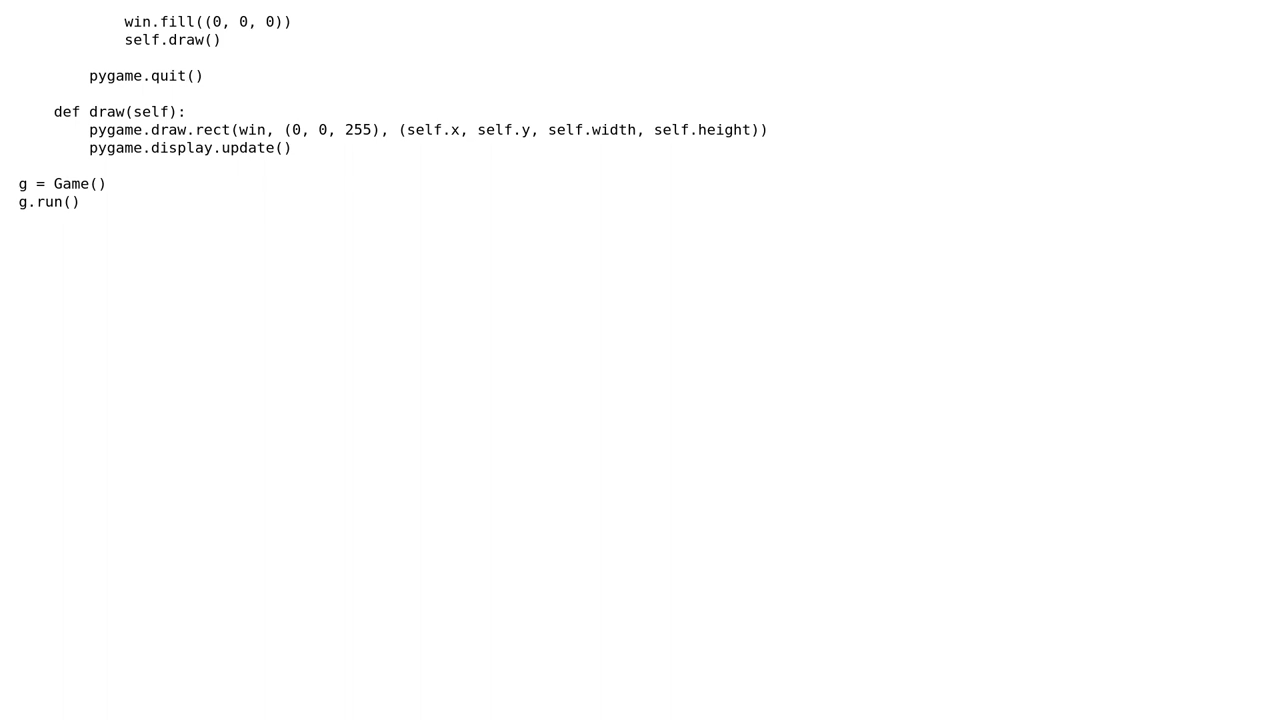 win.fill((0, 0, 0))
            self.draw()

        pygame.quit()

    def draw(self):
        pygame.draw.rect(win, (0, 0, 255), (self.x, self.y, self.width, self.height))
        pygame.display.update()

g = Game()
g.run()